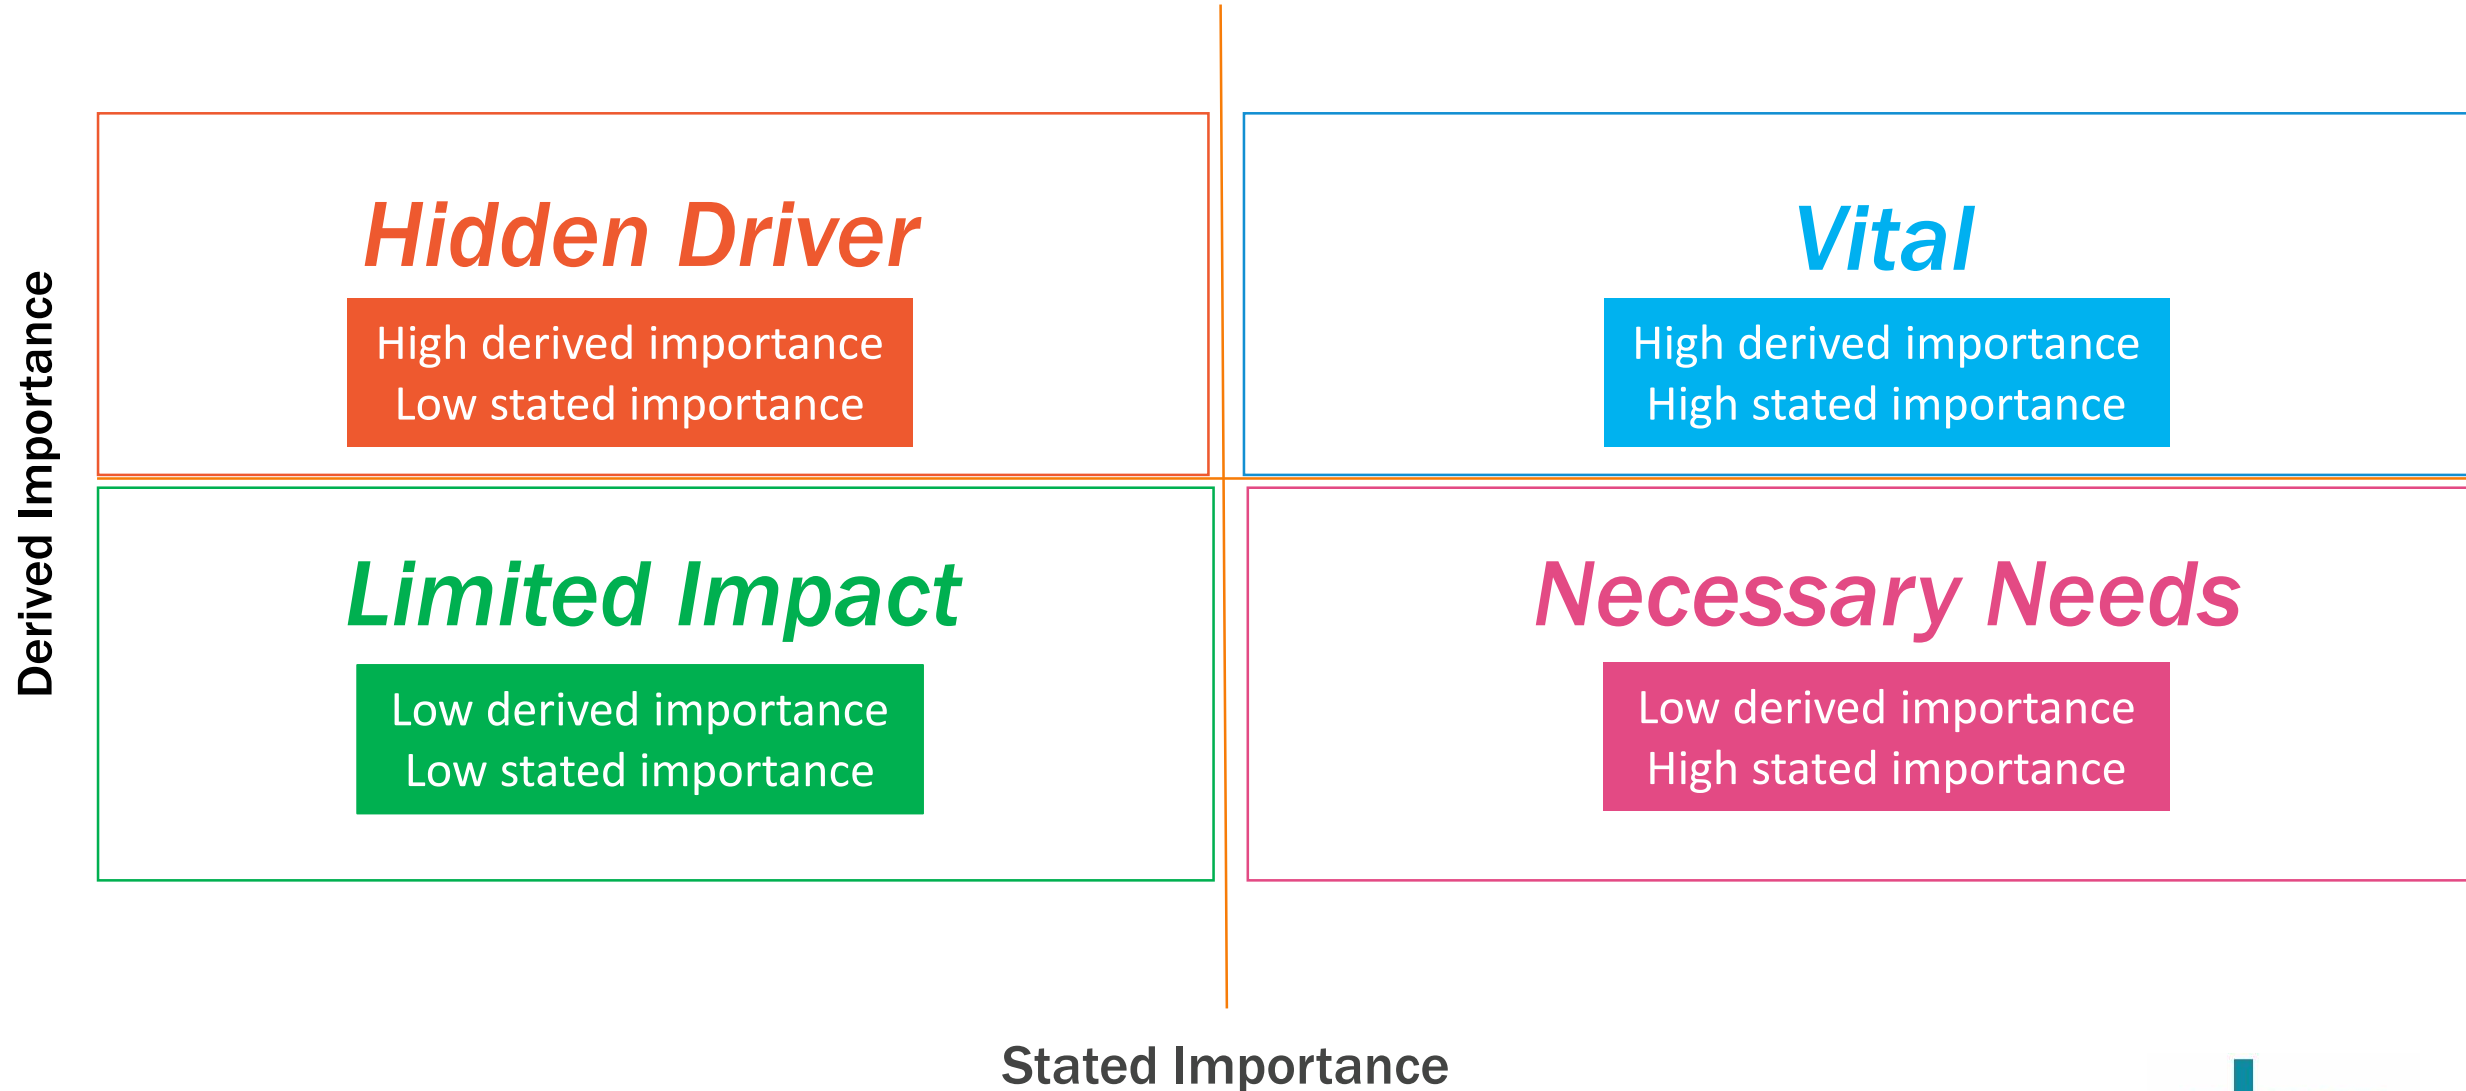 Derived Importance
Hidden Driver
High derived importance
Low stated importance
Vital
High derived importance
High stated importance
Limited Impact
Low derived importance
Low stated importance
Necessary Needs
Low derived importance
High stated importance
Stated Importance